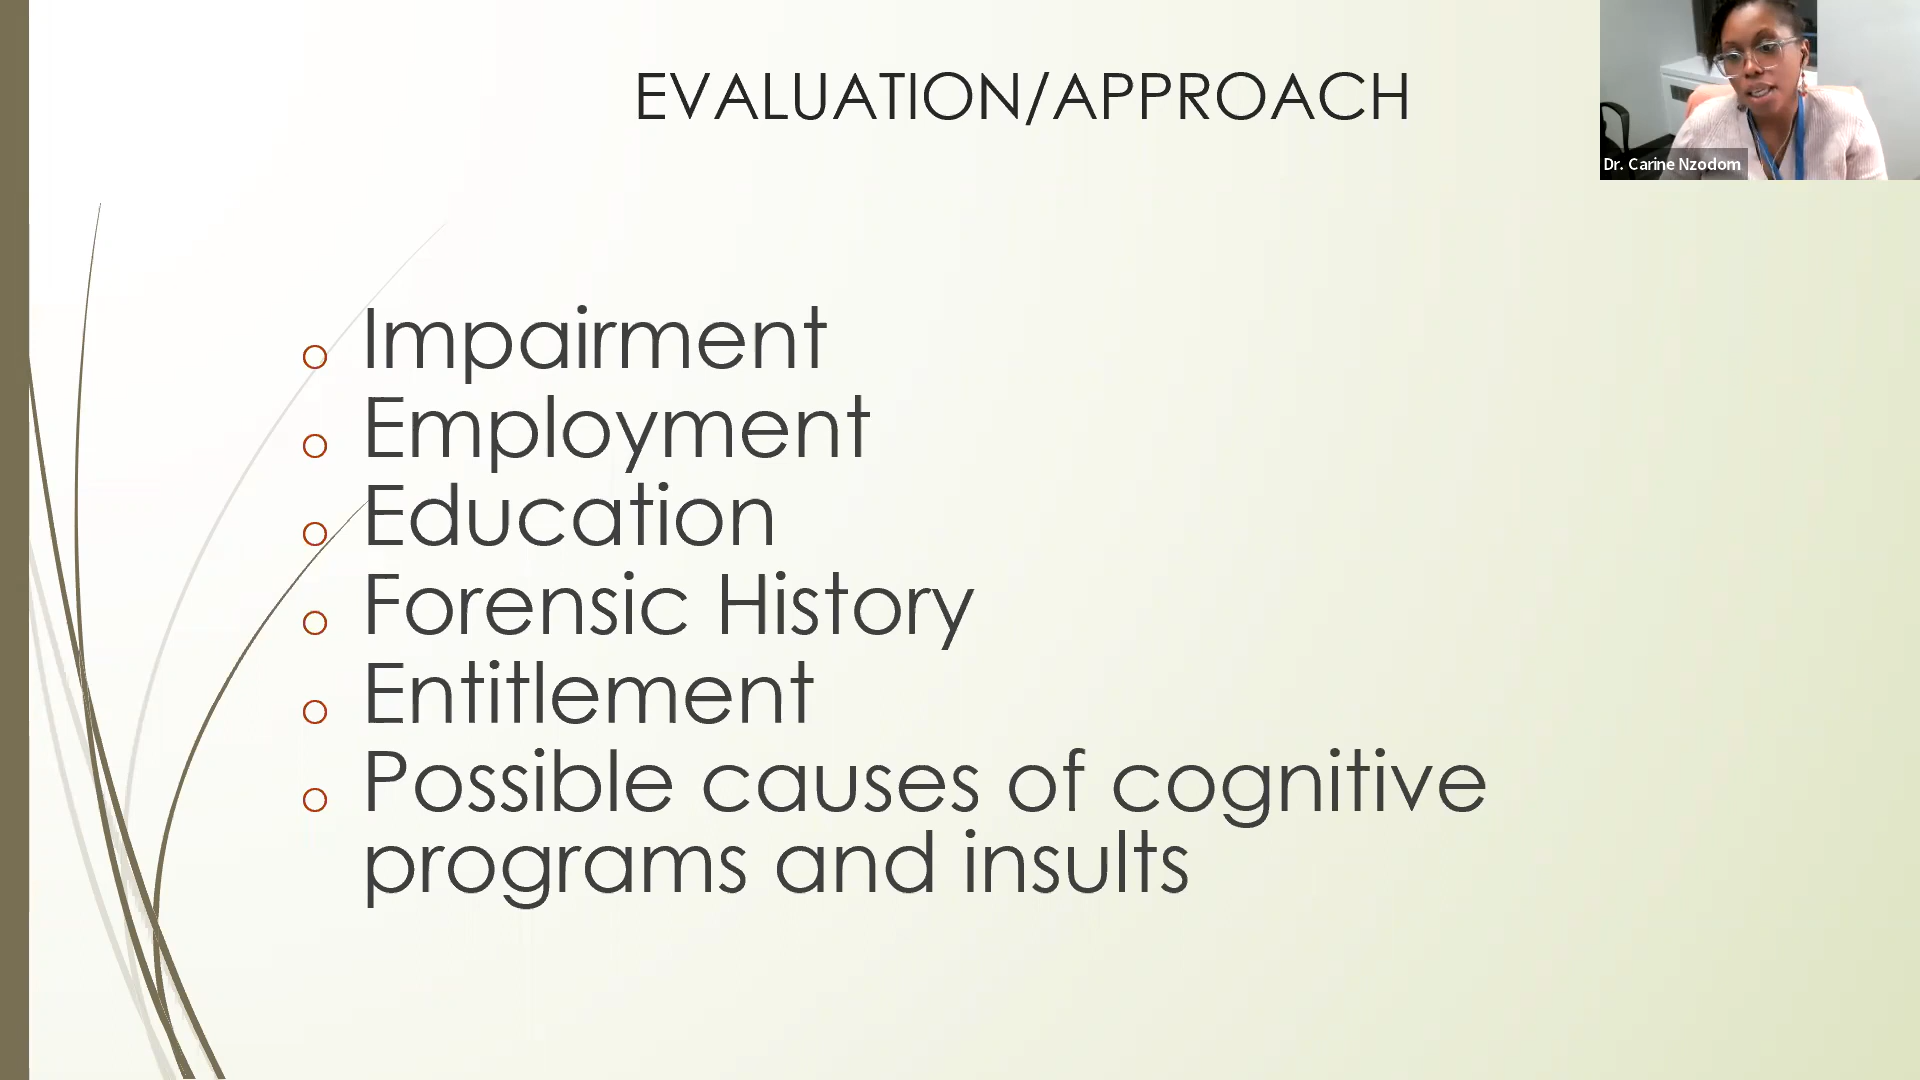 EVALUATION/APPROACH
Dr. Carine Nzodom
Impairment
Employment
Education
Forensic History
Entitlement
Possible causes of cognitive
programs and insults